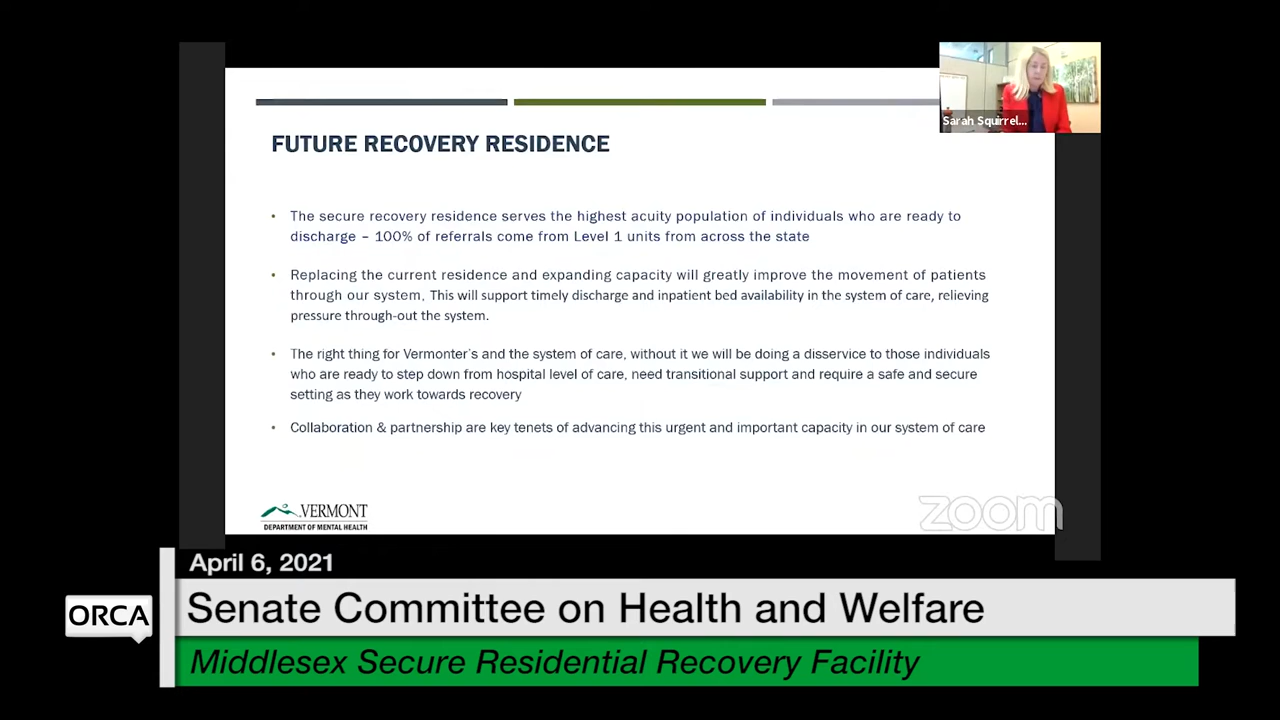 Sarah Squirrel...
FUTURE RECOVERY RESIDENCE
• The secure recovery residence serves the highest acuity population of individuals who are ready to
discharge – 100% of referrals come from Level 1 units from across the state
• Replacing the current residence and expanding capacity will greatly improve the movement of patients
through our system. This will support timely discharge and inpatient bed availability in the system of care, relieving
pressure through-out the system.
• The right thing for Vermonter's and the system of care, without it we will be doing a disservice to those individuals
who are ready to step down from hospital level of care, need transitional support and require a safe and secure
setting as they work towards recovery
• Collaboration & partnership are key tenets of advancing this urgent and important capacity in our system of care
VERMONT
DEPARTMENT OF MENTAL HEALTH
zoom
April 6, 2021
ORCA
Senate Committee on Health and Welfare
Middlesex Secure Residential Recovery Facility